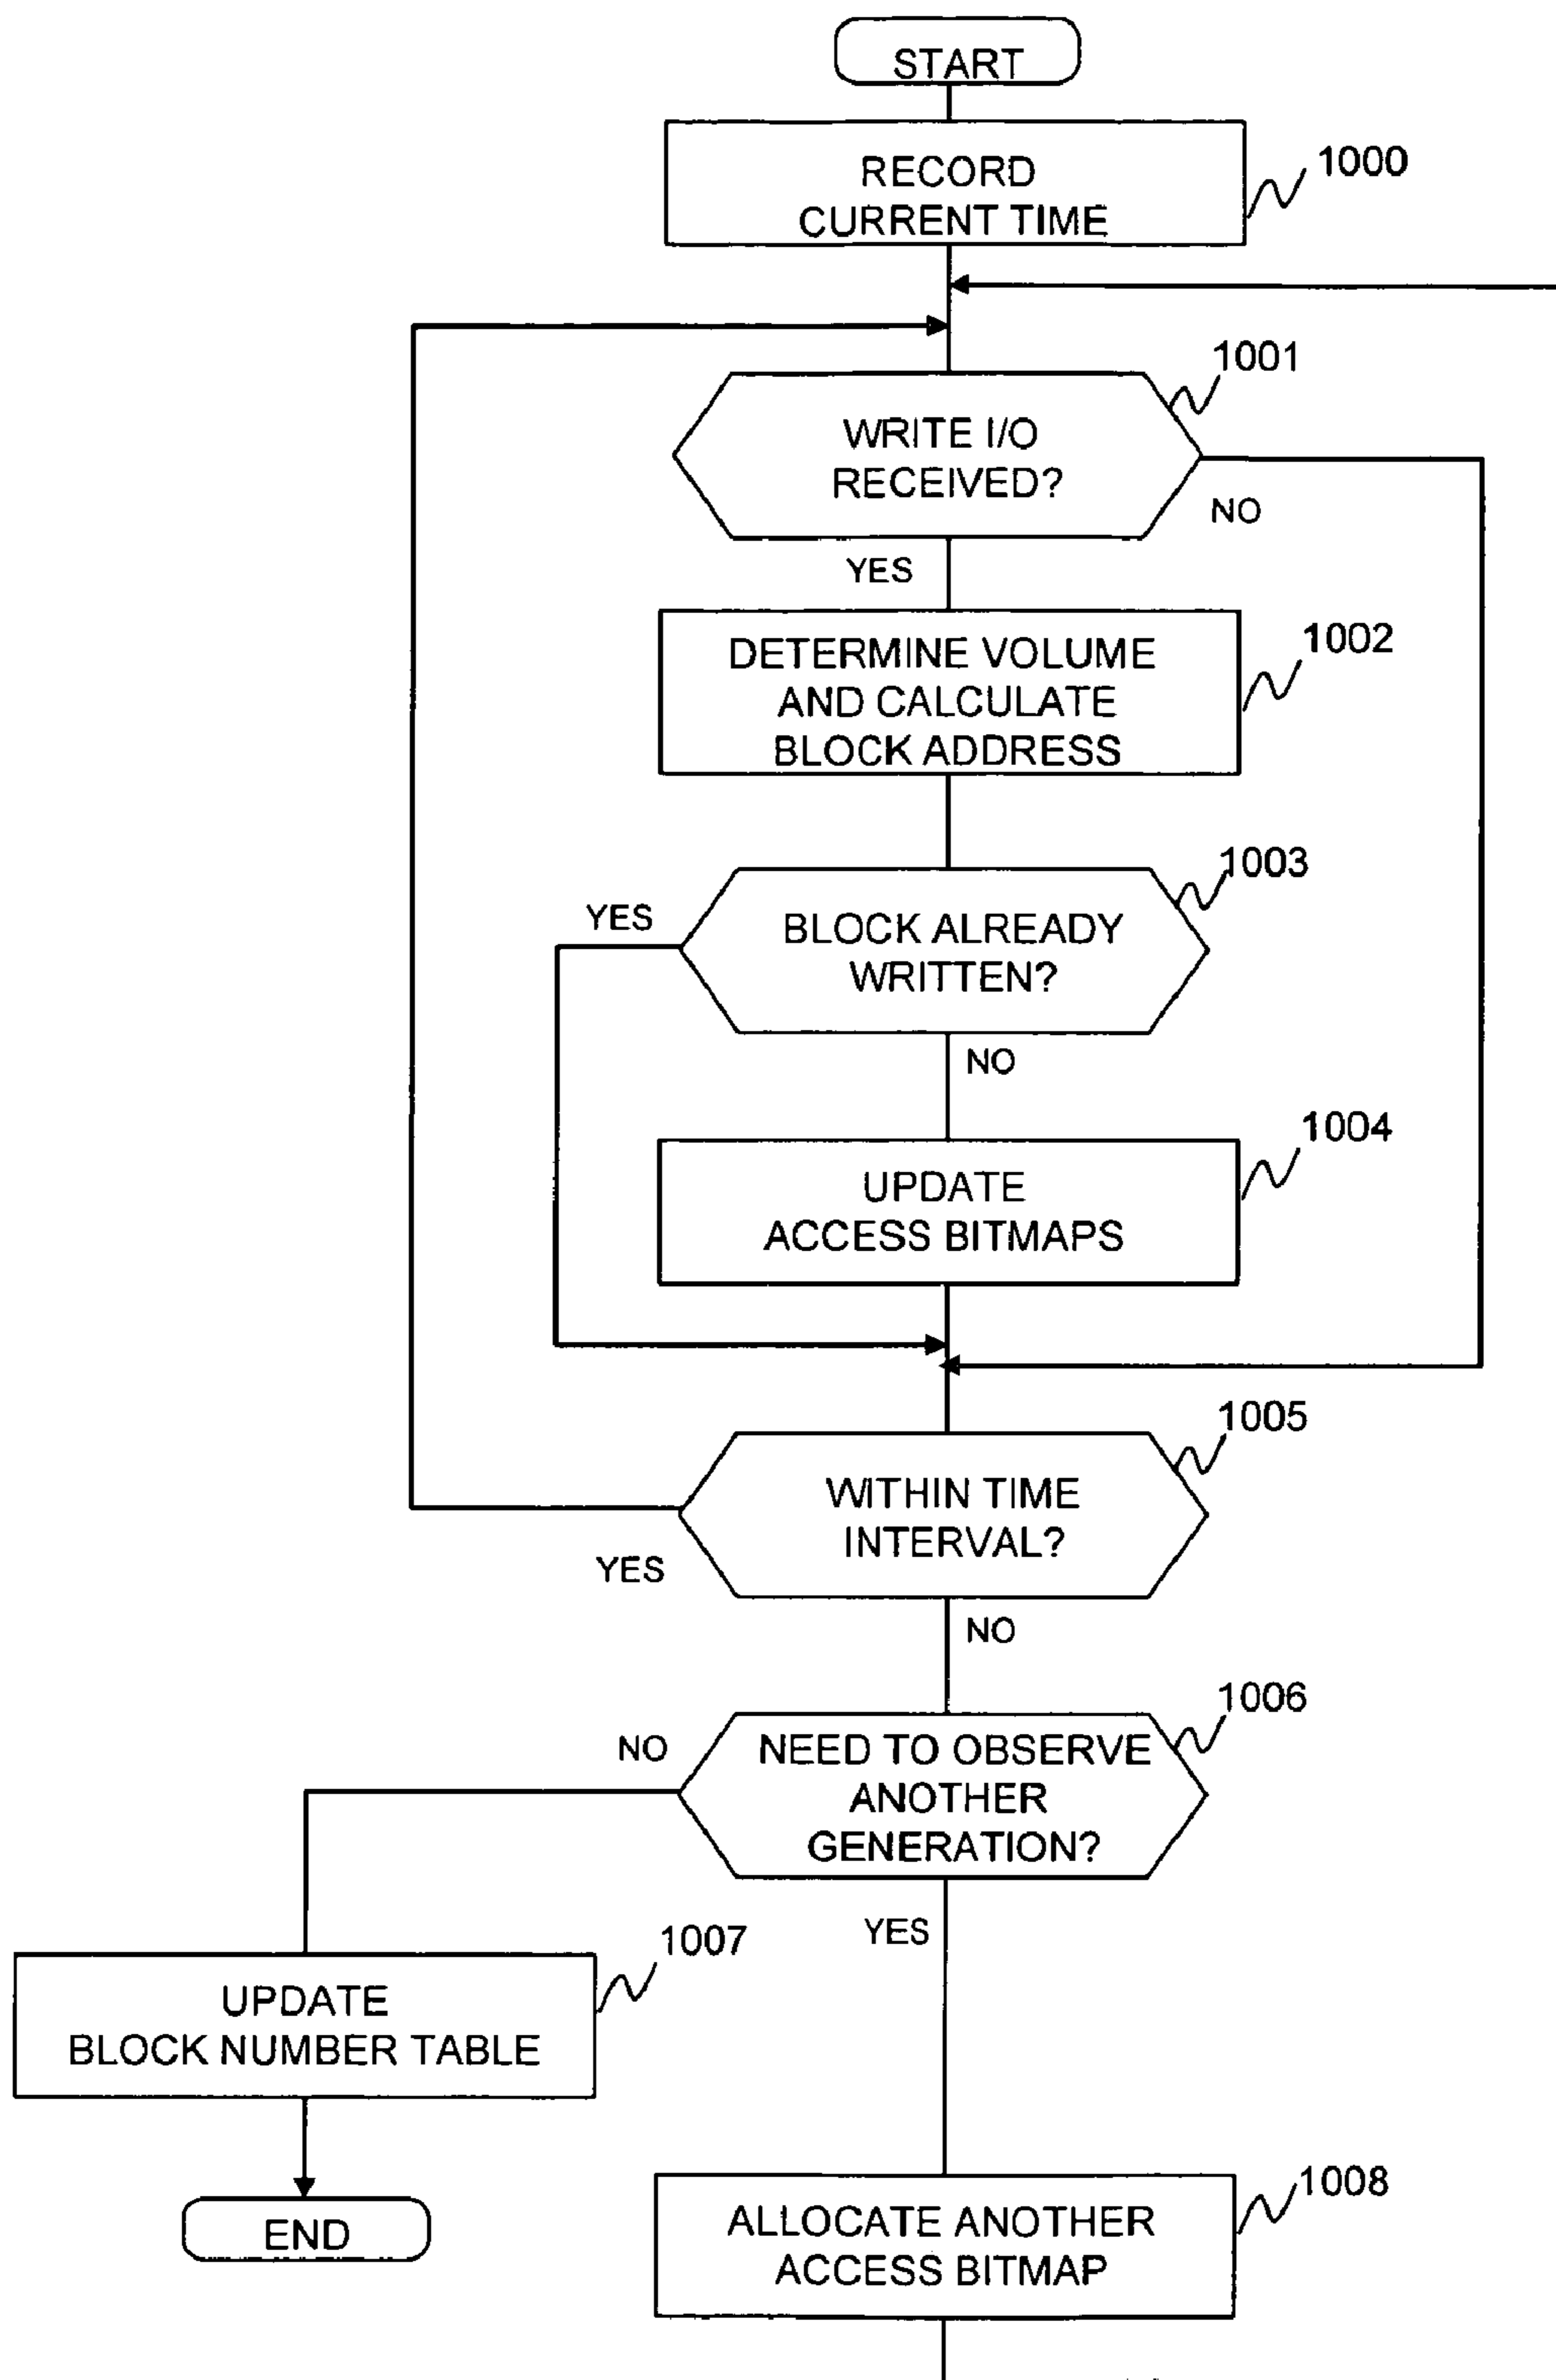 START
RECORD
CURRENT TIME
1000
1001
WRITE I/O
RECEIVED?
NO
YES
1002
DETERMINE VOLUME
AND CALCULATE
BLOCK ADDRESS
1003
YES
BLOCK ALREADY
WRITTEN?
NO
1004
UPDATE
ACCESS BITMAPS
1005
WITHIN TIME
INTERVAL?
YES
NO
1006
NO
NEED TO OBSERVE
ANOTHER
GENERATION?
YES
1007
UPDATE
BLOCK NUMBER TABLE
1008
END
ALLOCATE ANOTHER
ACCESS BITMAP